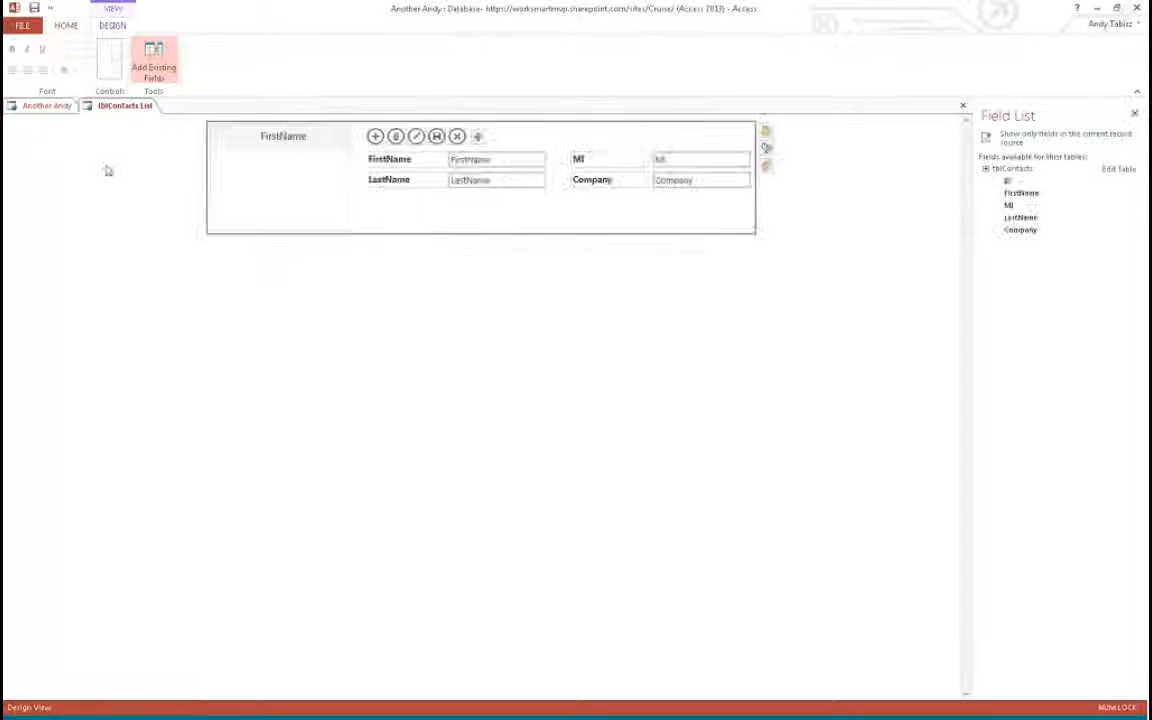 VIEW
Another Andy : Database- https://worksmartmvp.sharepoint.com/sites/Cruise/ (Access 2013) - Access
?
FILE
HOME
DESIGN
Andy Tabisz
B I U
Add Existing
Fields
Font
Controls
Tools
Another Andy
tblContacts List
Field List
FirstName
Show only fields in the current record
source
Fields available for other tables:
FirstName
FirstName
MI
MI
tblContacts
Edit Table
LastName
LastName
Company
Company
ID
FirstName
MI
LastName
Company
Design View
NUM LOCK